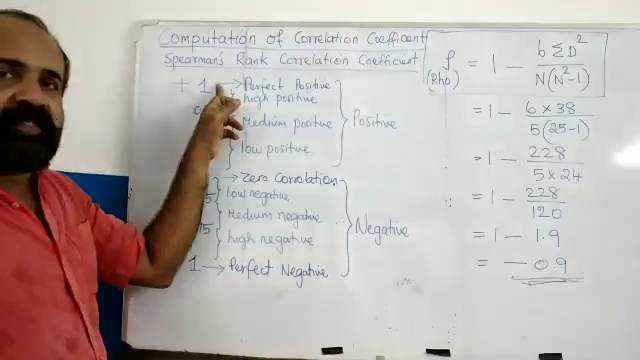 Computation of Correlation Coefficient
Spearman's Rank Correlation Coefficient
+ 1 → Perfect Positive
high positive
medium positive
low positive
Positive
→ Zero Correlation
low negative
medium negative
high negative
1 → Perfect Negative
Negative
ρ = 1 − 6 Σ D² / N(N²-1)
(Rho)
= 1 − 6 × 38 / 5(25-1)
= 1 − 228 / 5 × 24
= 1 − 228 / 120
= 1 − 1.9
= − 0.9